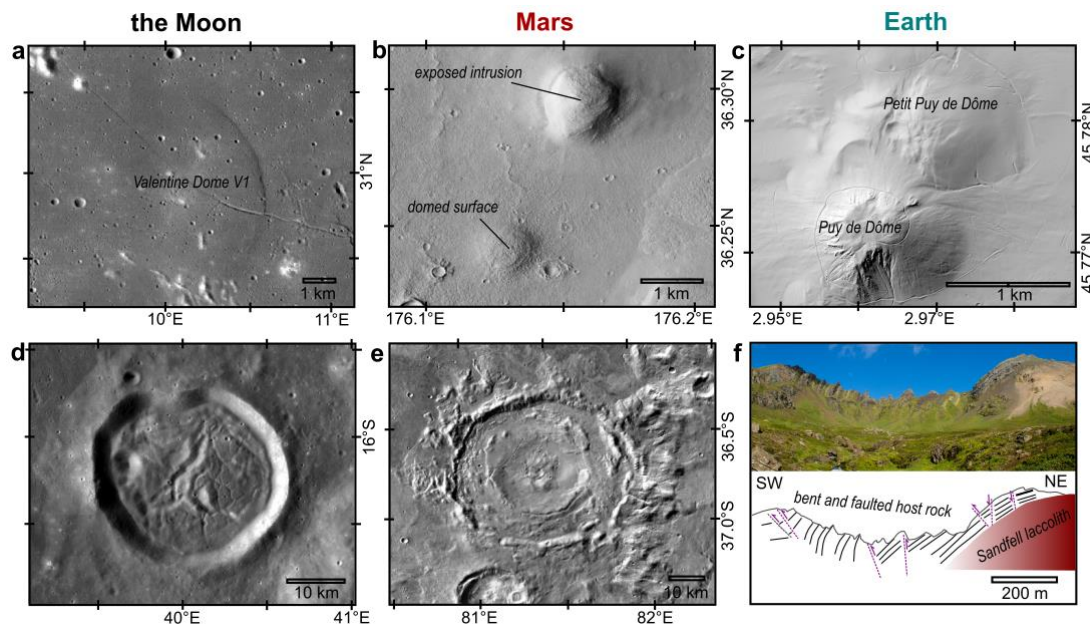 the Moon
Mars
Earth
a
b
c
Valentine Dome V1
31°N
1 km
10°E
11°E
exposed intrusion
domed surface
36.30°N
36.25°N
1 km
176.1°E
176.2°E
Petit Puy de Dôme
Puy de Dôme
45.78°N
45.77°N
1 km
2.95°E
2.97°E
d
e
f
16°S
10 km
40°E
41°E
36.5°S
37.0°S
10 km
81°E
82°E
SW
NE
bent and faulted host rock
Sandfell laccolith
200 m